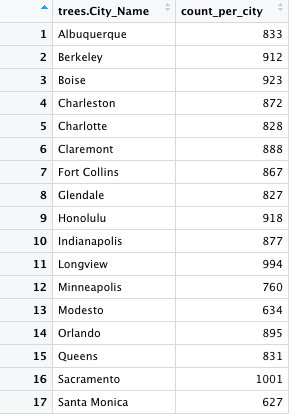 trees.City_Name count_per_city
1 Albuquerque 833
2 Berkeley 912
3 Boise 923
4 Charleston 872
5 Charlotte 828
6 Claremont 888
7 Fort Collins 867
8 Glendale 827
9 Honolulu 918
10 Indianapolis 877
11 Longview 994
12 Minneapolis 760
13 Modesto 634
14 Orlando 895
15 Queens 831
16 Sacramento 1001
17 Santa Monica 627